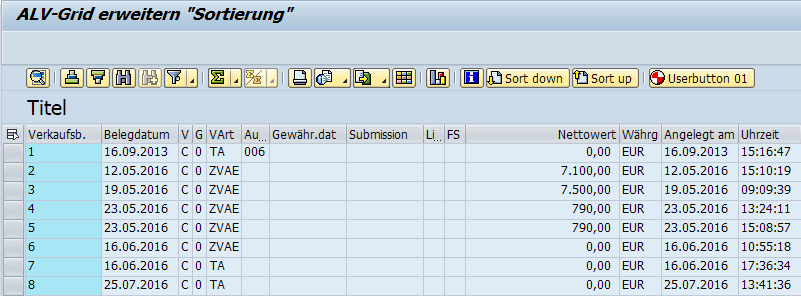 ALV-Grid erweitern "Sortierung"
Sort down Sort up Userbutton 01
Titel
Verkaufsb. Belegdatum V G VArt Au... Gewähr.dat Submission Li... FS Nettowert Währg Angelegt am Uhrzeit
1 16.09.2013 C 0 TA 006 0,00 EUR 16.09.2013 15:16:47
2 12.05.2016 C 0 ZVAE 7.100,00 EUR 12.05.2016 15:10:19
3 19.05.2016 C 0 ZVAE 7.500,00 EUR 19.05.2016 09:09:39
4 23.05.2016 C 0 ZVAE 790,00 EUR 23.05.2016 13:24:11
5 23.05.2016 C 0 ZVAE 790,00 EUR 23.05.2016 15:08:57
6 16.06.2016 C 0 ZVAE 0,00 EUR 16.06.2016 10:55:18
7 16.06.2016 C 0 TA 0,00 EUR 16.06.2016 17:36:34
8 25.07.2016 C 0 TA 0,00 EUR 25.07.2016 13:41:36